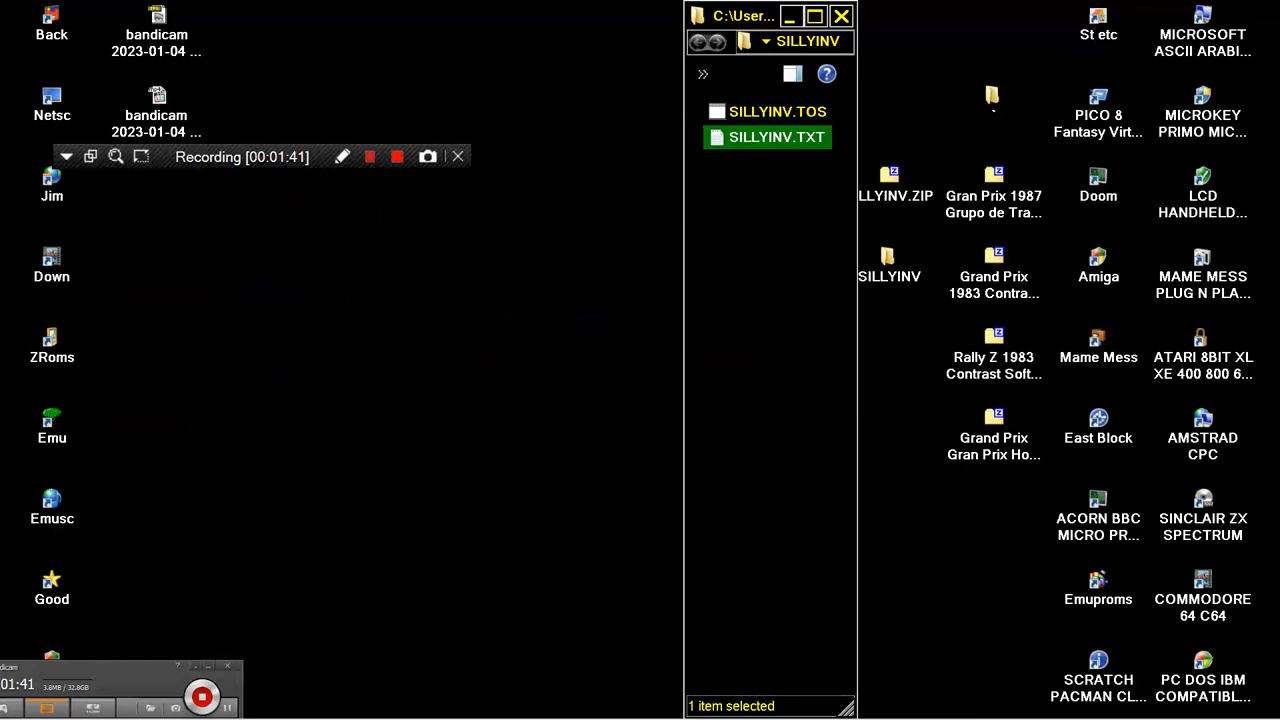 Back
bandicam
2023-01-04 ...
Netsc
bandicam
2023-01-04 ...
Recording [00:01:41]
Jim
Down
ZRoms
Emu
Emusc
Good
dicam
01:41
3.8MB / 32.8GB
C:\User...
SILLYINV
SILLYINV.TOS
SILLYINV.TXT
1 item selected
LLYINV.ZIP
SILLYINV
Gran Prix 1987
Grupo de Tra...
Grand Prix
1983 Contra...
Rally Z 1983
Contrast Soft...
Grand Prix
Gran Prix Ho...
St etc
PICO 8
Fantasy Virt...
Doom
Amiga
Mame Mess
East Block
ACORN BBC
MICRO PR...
Emuproms
SCRATCH
PACMAN CL...
MICROSOFT
ASCII ARABI...
MICROKEY
PRIMO MIC...
LCD
HANDHELD...
MAME MESS
PLUG N PLA...
ATARI 8BIT XL
XE 400 800 6...
AMSTRAD
CPC
SINCLAIR ZX
SPECTRUM
COMMODORE
64 C64
PC DOS IBM
COMPATIBL...